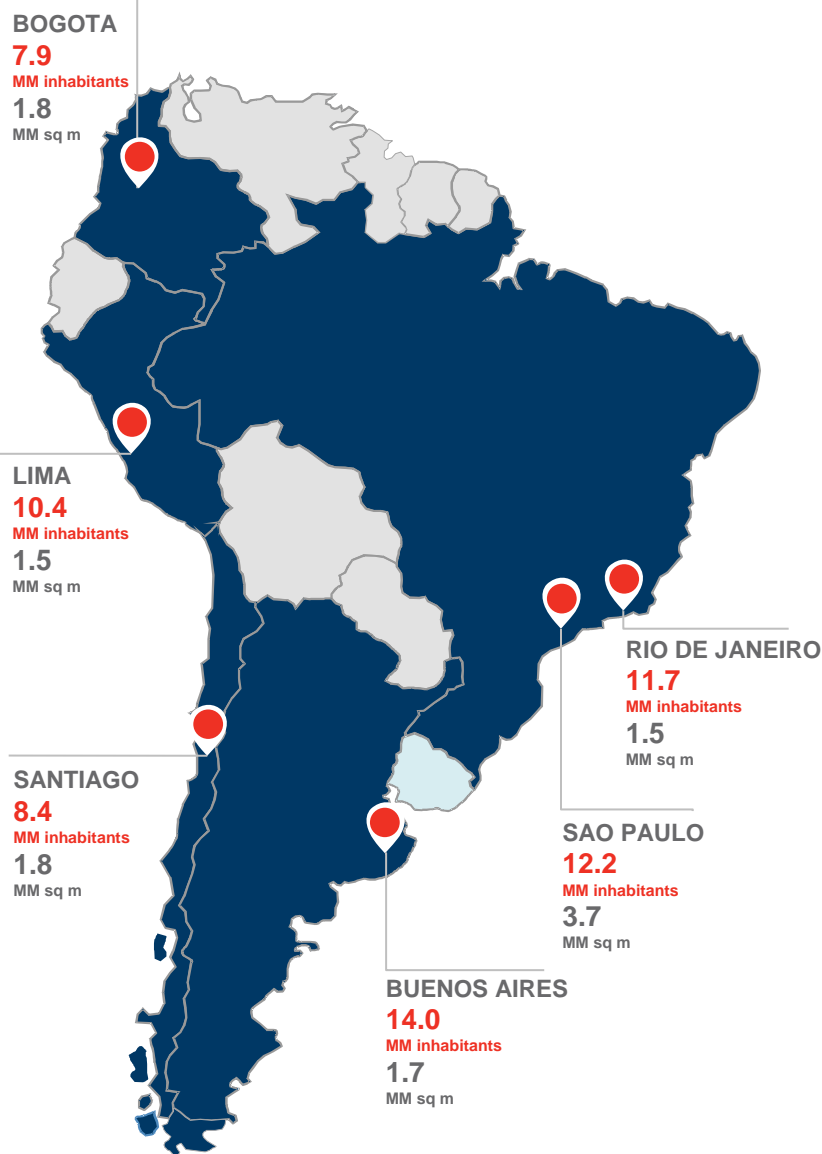 BOGOTA
7.9
MM inhabitants
1.8
MM sq m
LIMA
10.4
MM inhabitants
1.5
MM sq m
RIO DE JANEIRO
11.7
MM inhabitants
1.5
MM sq m
SANTIAGO
8.4
MM inhabitants
1.8
MM sq m
SAO PAULO
12.2
MM inhabitants
3.7
MM sq m
BUENOS AIRES
14.0
MM inhabitants
1.7
MM sq m